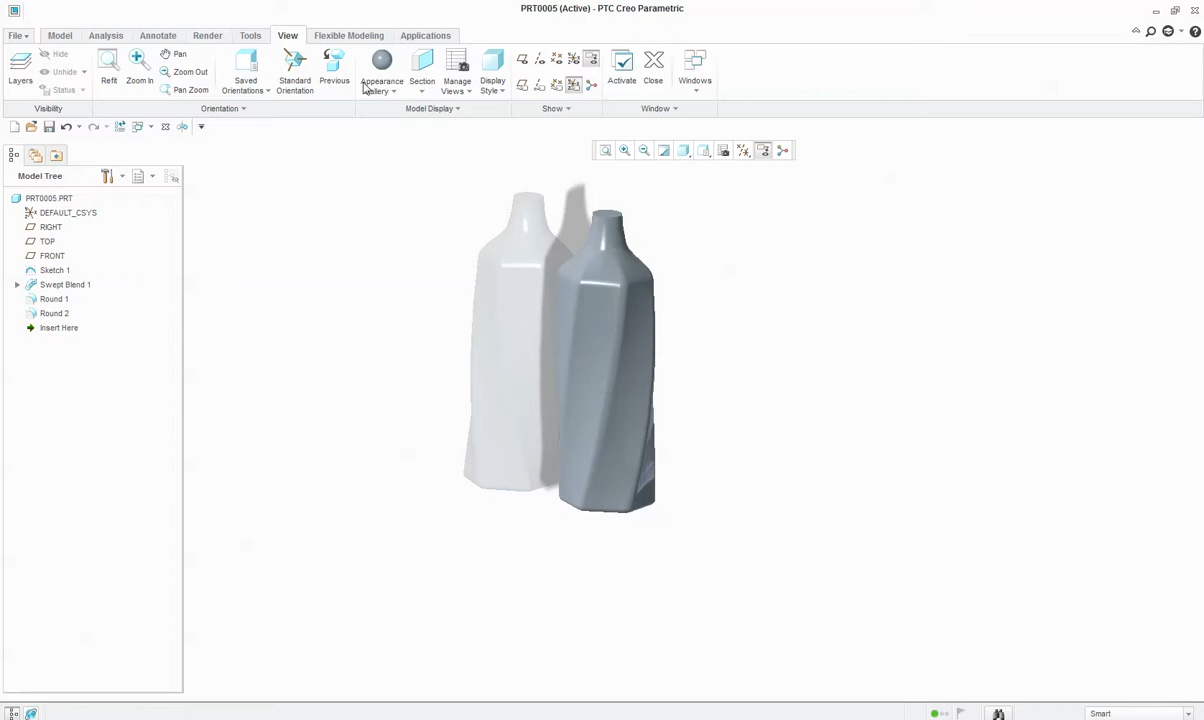 PRT0005 (Active) - PTC Creo Parametric
File Model Analysis Annotate Render Tools View Flexible Modeling Applications
Layers Hide Unhide Status Refit Zoom In Pan Zoom Out Pan Zoom Saved Orientations Standard Orientation Previous Appearance Section Manage Views Display Style Activate Close Windows
Visibility Orientation Model Display Show Window
Model Tree
PRT0005.PRT
DEFAULT_CSYS
RIGHT
TOP
FRONT
Sketch 1
Swept Blend 1
Round 1
Round 2
Insert Here
Smart